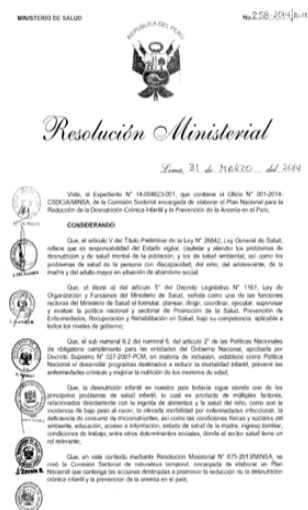 MINISTERIO DE SALUD
No. 258-2014/MINSA
REPUBLICA DEL PERU
Resolución Ministerial
Lima, 31 de MARZO del 2014
Visto, el Expediente N° 14-004623-001, que contiene el Oficio N° 001-2014-
CSDCIA/MINSA, de la Comisión Sectorial encargada de elaborar el Plan Nacional para la
Reducción de la Desnutrición Crónica Infantil y la Prevención de la Anemia en el País;
CONSIDERANDO:
Que, el artículo V del Título Preliminar de la Ley N° 26842, Ley General de Salud,
refiere que es responsabilidad del Estado vigilar, cautelar y atender los problemas de
desnutrición y de salud mental de la población, y los de salud ambiental, así como los
problemas de salud de la persona con discapacidad, del niño, del adolescente, de la
madre y del adulto mayor en situación de abandono social;
Que, el literal a) del artículo 5° del Decreto Legislativo N° 1161, Ley de
Organización y Funciones del Ministerio de Salud, señala como una de las funciones
rectoras del Ministerio de Salud el formular, planear, dirigir, coordinar, ejecutar, supervisar
y evaluar la política nacional y sectorial de Promoción de la Salud, Prevención de
Enfermedades, Recuperación y Rehabilitación en Salud, bajo su competencia, aplicable a
todos los niveles de gobierno;
Que, el sub numeral 6.2 del numeral 6, del artículo 2° de las Políticas Nacionales
de obligatorio cumplimiento para las entidades del Gobierno Nacional, aprobada por
Decreto Supremo N° 027-2007-PCM, en materia de inclusión, establece como Política
Nacional el desarrollar programas destinados a reducir la mortalidad infantil, prevenir las
enfermedades crónicas y mejorar la nutrición de los menores de edad.
Que, la desnutrición infantil en nuestro país todavía sigue siendo uno de los
principales problemas de salud infantil, lo cual es producto de múltiples factores,
relacionados directamente con la ingesta de alimentos y la salud del niño, como son la
incidencia de bajo peso al nacer, la elevada morbilidad por enfermedades infecciosas, la
deficiencia de consumo de micronutrientes, así como las condiciones físicas y sociales del
ambiente, educación, acceso a información, estado de salud de la madre, ingreso familiar,
condiciones de trabajo, entre otros determinantes sociales, donde el sector salud tiene un
rol relevante;
Que, en este contexto mediante Resolución Ministerial N° 675-2013/MINSA, se
creó la Comisión Sectorial de naturaleza temporal, encargada de elaborar un Plan
Nacional que contenga las acciones destinadas a promover la reducción de la desnutrición
crónica infantil y la prevención de la anemia en el país;